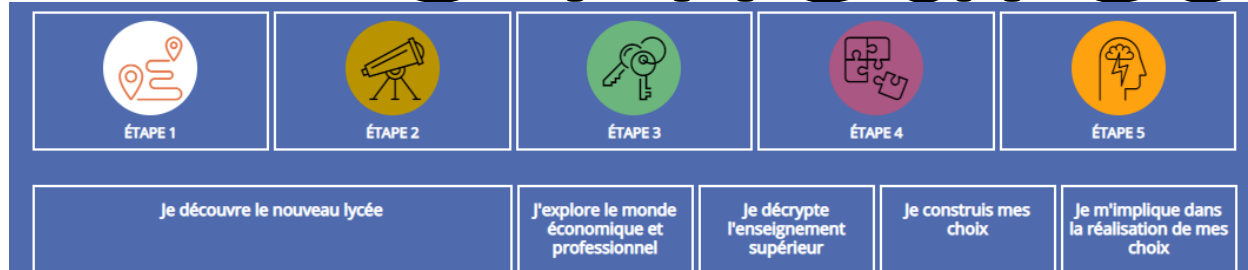 ÉTAPE 1
ÉTAPE 2
ÉTAPE 3
ÉTAPE 4
ÉTAPE 5
Je découvre le nouveau lycée
J'explore le monde
économique et
professionnel
Je décrypte
l'enseignement
supérieur
Je construis mes
choix
Je m'implique dans
la réalisation de mes
choix